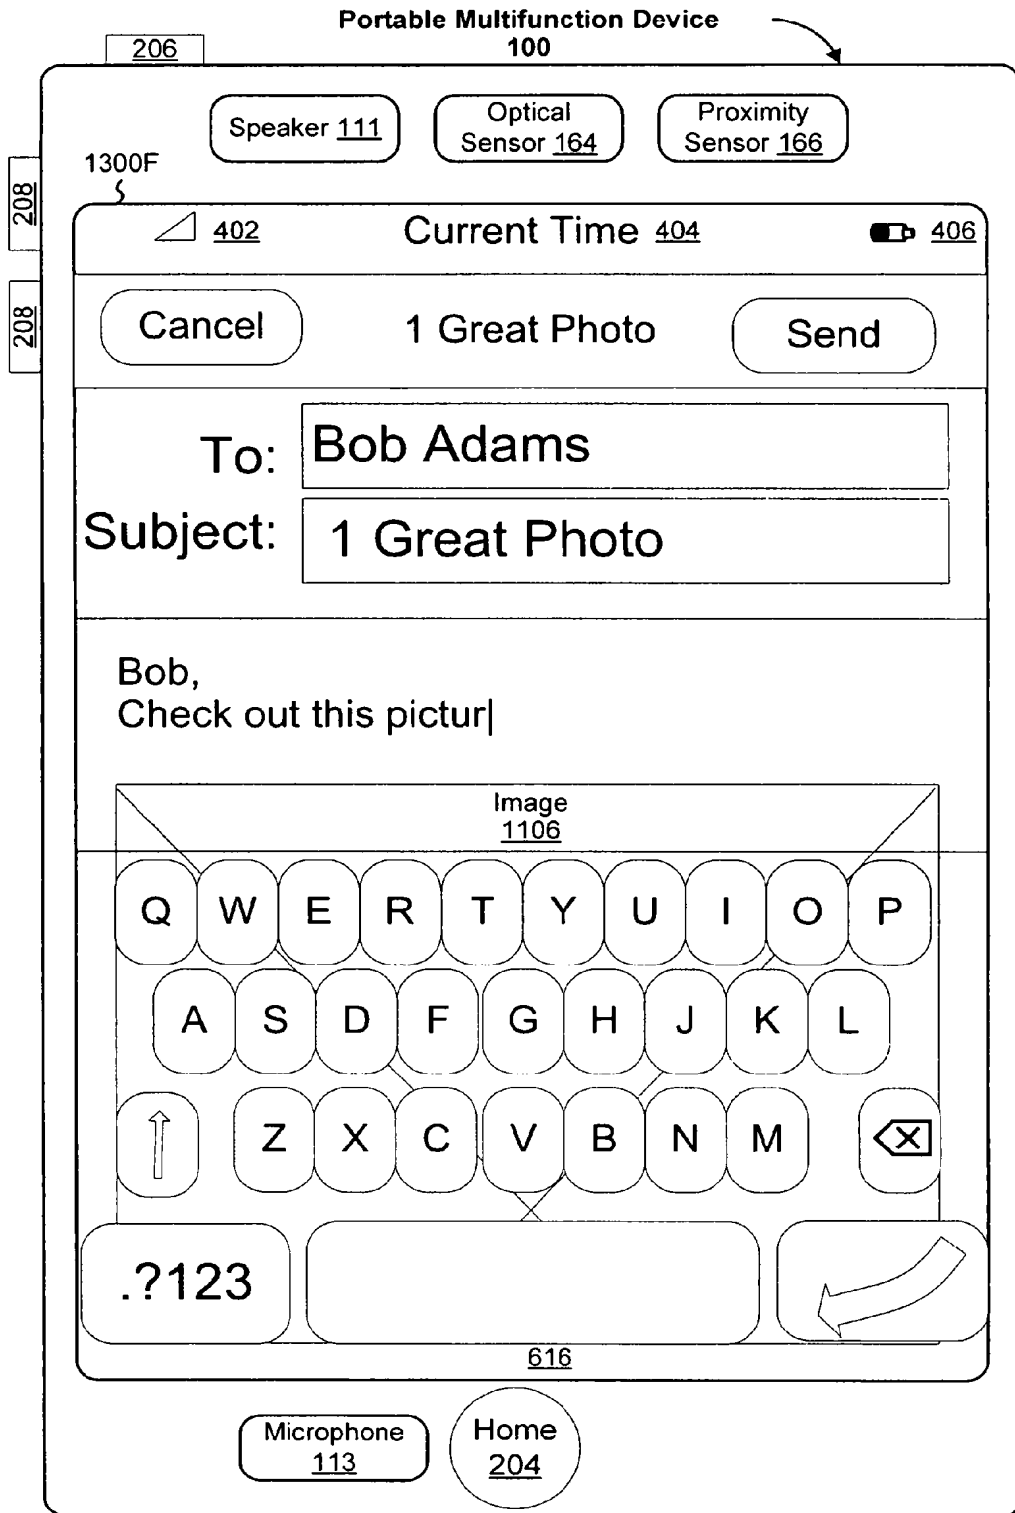 Portable Multifunction Device
100
206
Speaker 111
Optical
Sensor 164
Proximity
Sensor 166
1300F
208
208
402
Current Time 404
406
Cancel
1 Great Photo
Send
To:
Bob Adams
Subject:
1 Great Photo
Bob,
Check out this pictur
Image
1106
Q W E R T Y U I O P
A S D F G H J K L
Z X C V B N M
.?123
616
Microphone
113
Home
204